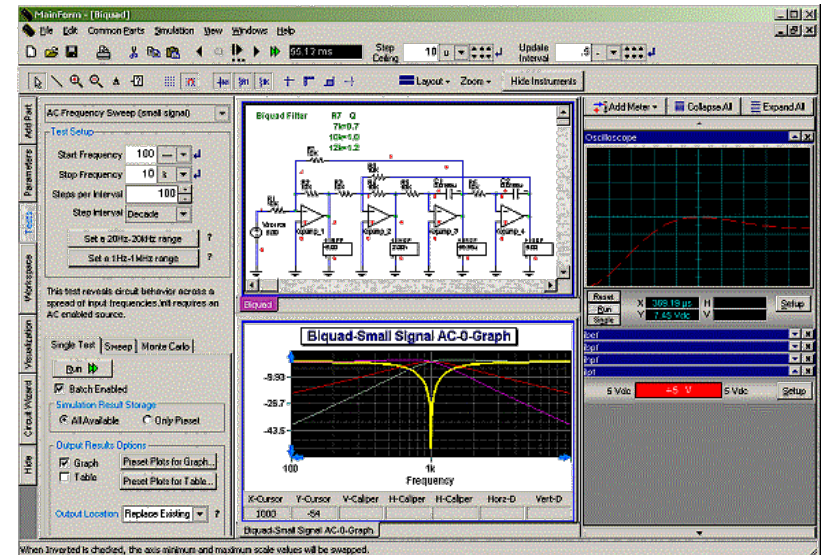 MainForm - [Biquad]
File Edit Common Parts Simulation View Windows Help
55.12 ms
Step Ceiling 10 u
Update Interval .5 -
Layout Zoom Hide Instruments
Add Part
Parameters
Tests
Workspace
Visualization
Circuit Wizard
Hide
AC Frequency Sweep (small signal)
Test Setup
Start Frequency 100 ---
Stop Frequency 10 k
Steps per Interval 100
Step Interval Decade
Set a 20Hz-20kHz range ?
Set a 1Hz-1MHz range ?
This test reveals circuit behavior across a
spread of input frequencies.
requires an
AC enabled source.
Single Test Sweep Monte Carlo
Run
Batch Enabled
Simulation Result Storage
All Available Only Preset
Output Results Options
Graph Preset Plots for Graph...
Table Preset Plots for Table...
Output Location Replace Existing ?
Biquad Filter R7 Q
7k=0.7
10k=1.0
12k=1.2
Biquad
Biquad-Small Signal AC-0-Graph
-9.93
-26.7
-43.5
100 1k
Frequency
X-Cursor Y-Cursor V-Caliper H-Caliper H-Caliper Horz-D Vert-D
1000 -54
Biquad-Small Signal AC-0-Graph
Add Meter Collapse All Expand All
Oscilloscope
Reset
Run
Single
X 369.19 µs H
Y 7.45 Vdc V
Setup
5 Vdc +5 V 5 Vdc Setup
When Inverted is checked, the axis minimum and maximum scale values will be swapped.